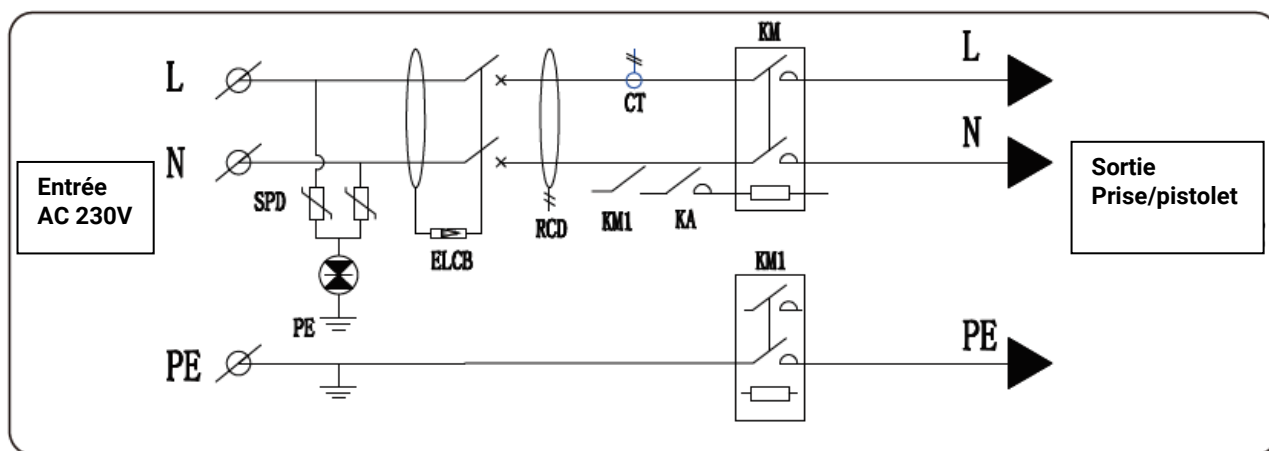 KM
L
L
CT
N
N
Entrée
AC 230V
Sortie
Prise/pistolet
SPD
KM1
KA
RCD
ELCB
KM1
PE
PE
PE